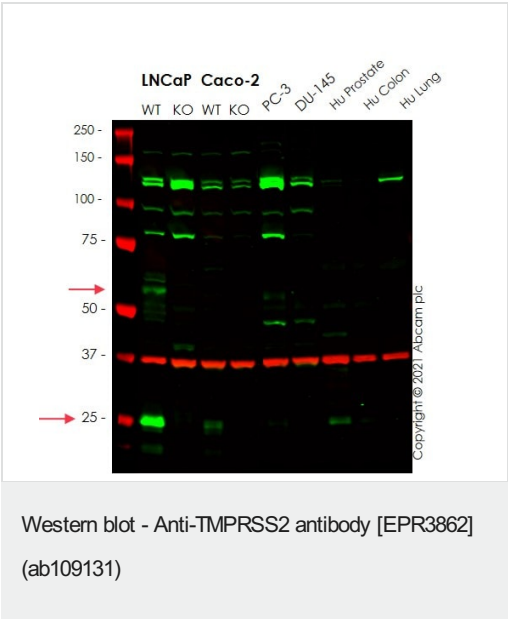 LNCaP Caco-2
WT KO WT KO PC-3 DU-145 Hu Prostate Hu Colon Hu Lung
250 -
150 -
100 -
75 -
50 -
37 -
25 -
Copyright © 2021 Abcam plc
Western blot - Anti-TMPRSS2 antibody [EPR3862]
(ab109131)